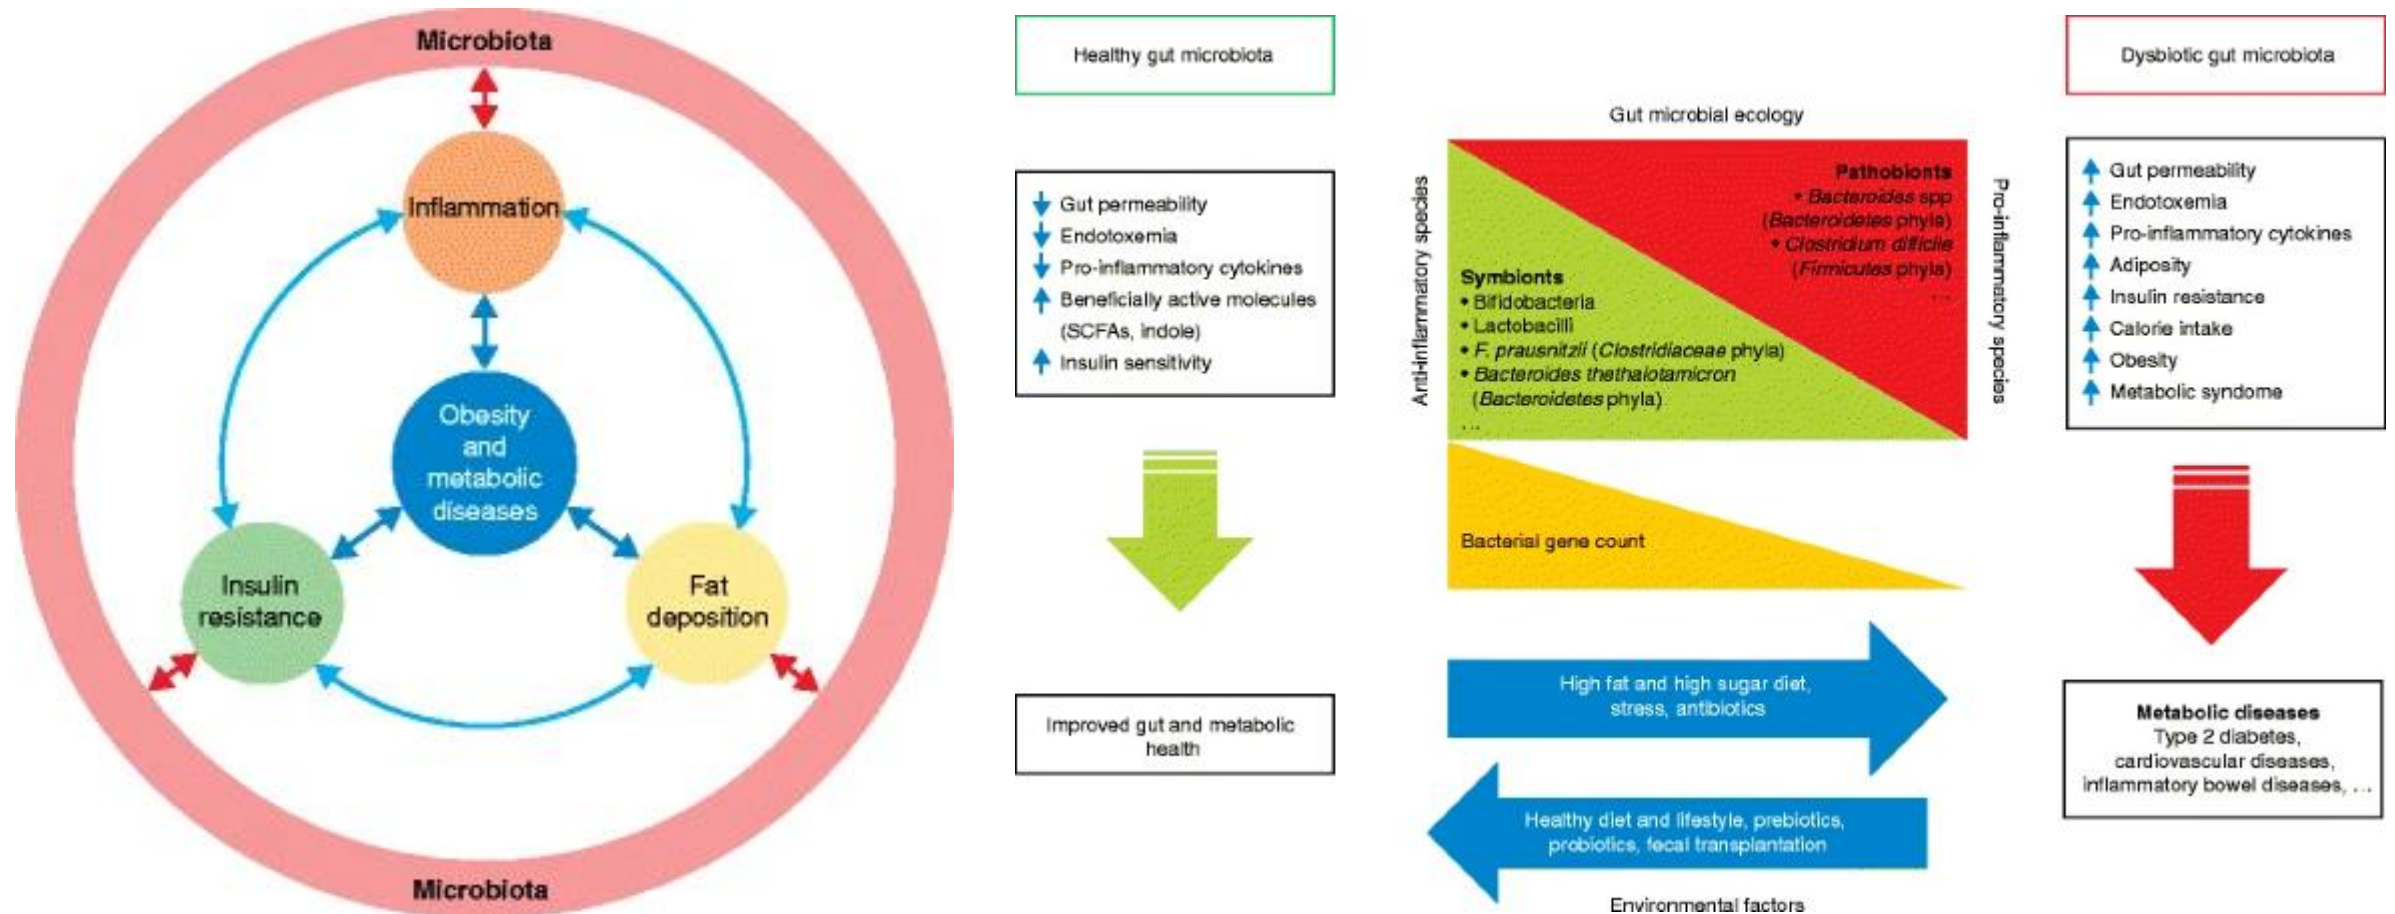 Microbiota
Inflammation
Obesity
and
metabolic
diseases
Insulin
resistance
Fat
deposition
Microbiota
Healthy gut microbiota
Gut permeability
Endotoxemia
Pro-inflammatory cytokines
Beneficially active molecules
(SCFAs, indole)
Insulin sensitivity
Improved gut and metabolic
health
Gut microbial ecology
Anti-inflammatory species
Pathobionts
• Bacteroides spp
(Bacteroidetes phyla)
• Clostridium difficile
(Firmicutes phyla)
...
Symbionts
• Bifidobacteria
• Lactobacilli
• F. prausnitzii (Clostridiaceae phyla)
• Bacteroides thethaiotamicron
(Bacteroidetes phyla)
...
Pro-inflammatory species
Bacterial gene count
High fat and high sugar diet,
stress, antibiotics
Healthy diet and lifestyle, prebiotics,
probiotics, fecal transplantation
Environmental factors
Dysbiotic gut microbiota
Gut permeability
Endotoxemia
Pro-inflammatory cytokines
Adiposity
Insulin resistance
Calorie intake
Obesity
Metabolic syndome
Metabolic diseases
Type 2 diabetes,
cardiovascular diseases,
inflammatory bowel diseases, ...